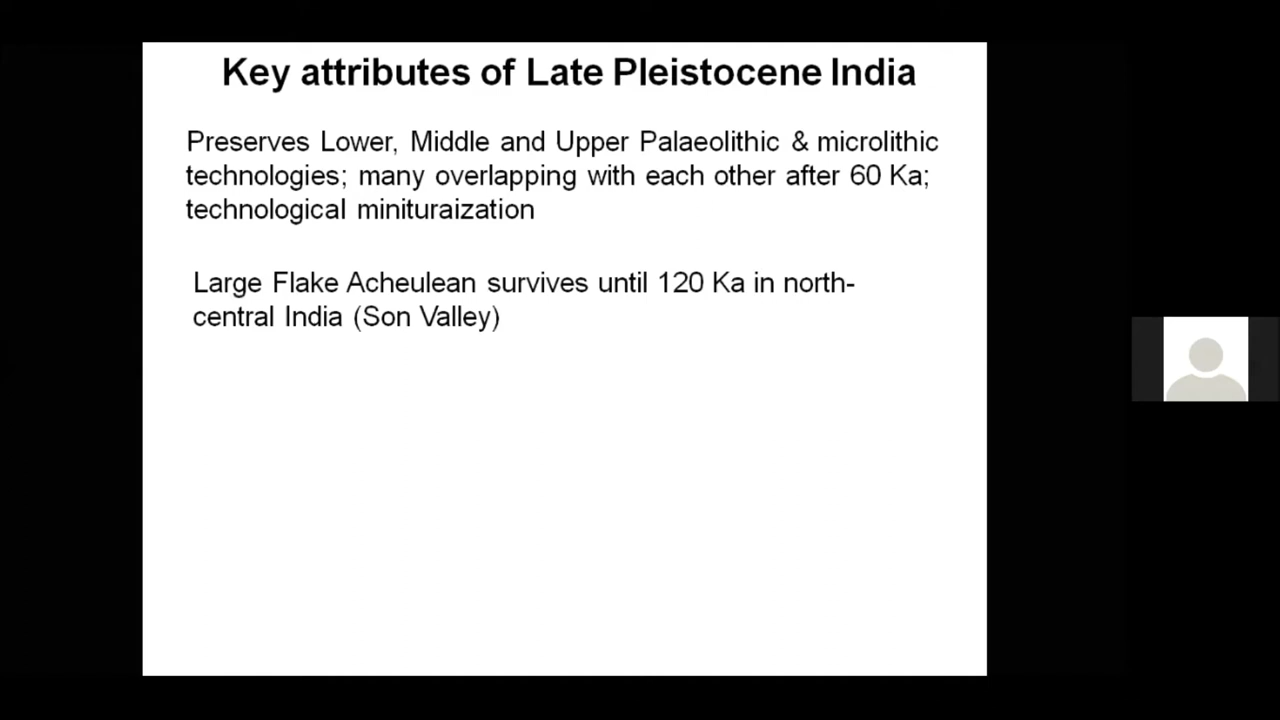 Key attributes of Late Pleistocene India
Preserves Lower, Middle and Upper Palaeolithic & microlithic
technologies; many overlapping with each other after 60 Ka;
technological minituraization
Large Flake Acheulean survives until 120 Ka in north-
central India (Son Valley)